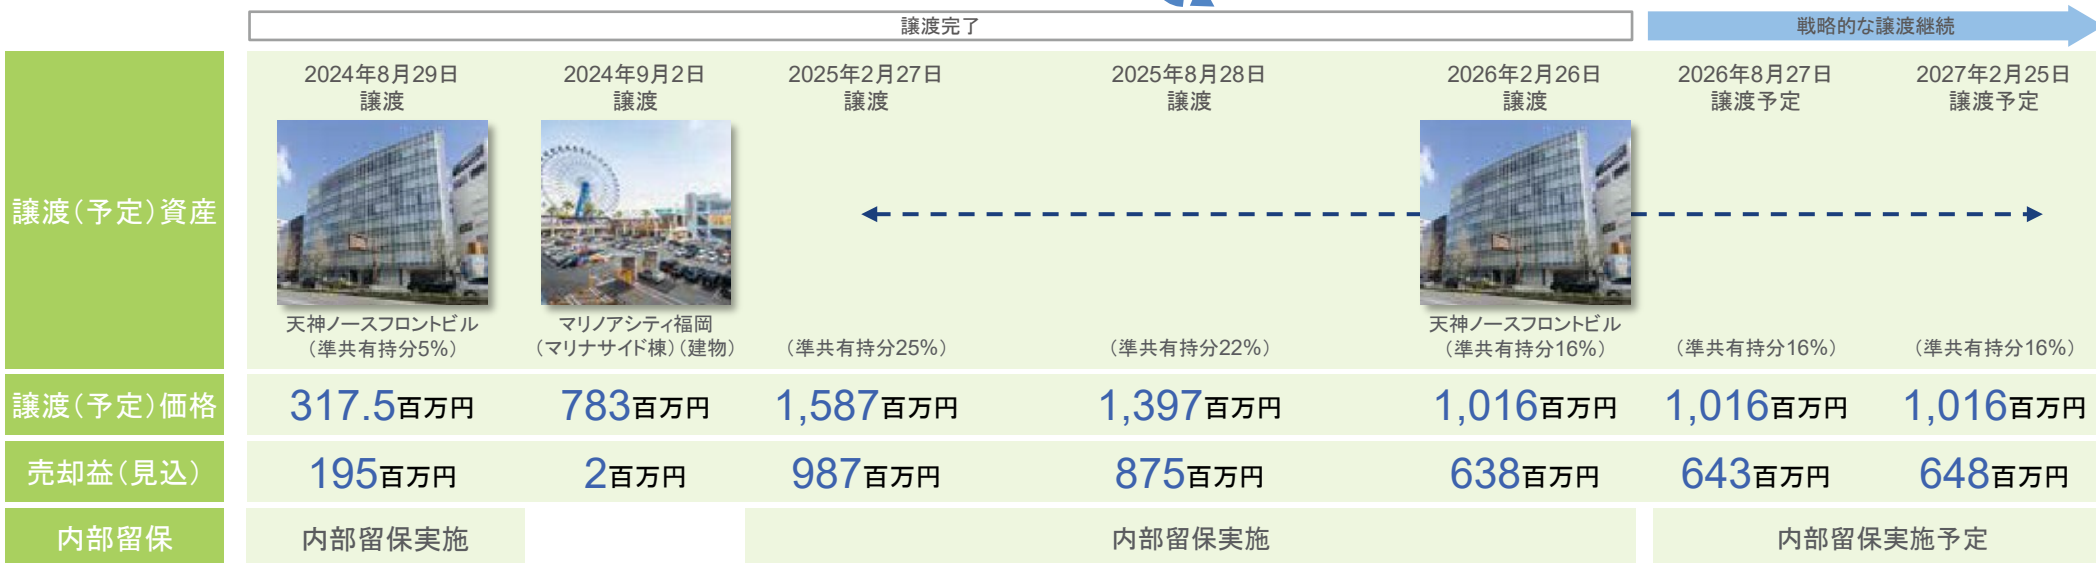 譲渡完了
戦略的な譲渡継続
譲渡(予定)資産
2024年8月29日
譲渡
2024年9月2日
譲渡
2025年2月27日
譲渡
2025年8月28日
譲渡
2026年2月26日
譲渡
2026年8月27日
譲渡予定
2027年2月25日
譲渡予定
天神ノースフロントビル
(準共有持分5%)
マリノアシティ福岡
(マリナサイド棟)(建物)
(準共有持分25%)
(準共有持分22%)
天神ノースフロントビル
(準共有持分16%)
(準共有持分16%)
(準共有持分16%)
譲渡(予定)価格
317.5百万円
783百万円
1,587百万円
1,397百万円
1,016百万円
1,016百万円
1,016百万円
売却益(見込)
195百万円
2百万円
987百万円
875百万円
638百万円
643百万円
648百万円
内部留保
内部留保実施
内部留保実施
内部留保実施予定